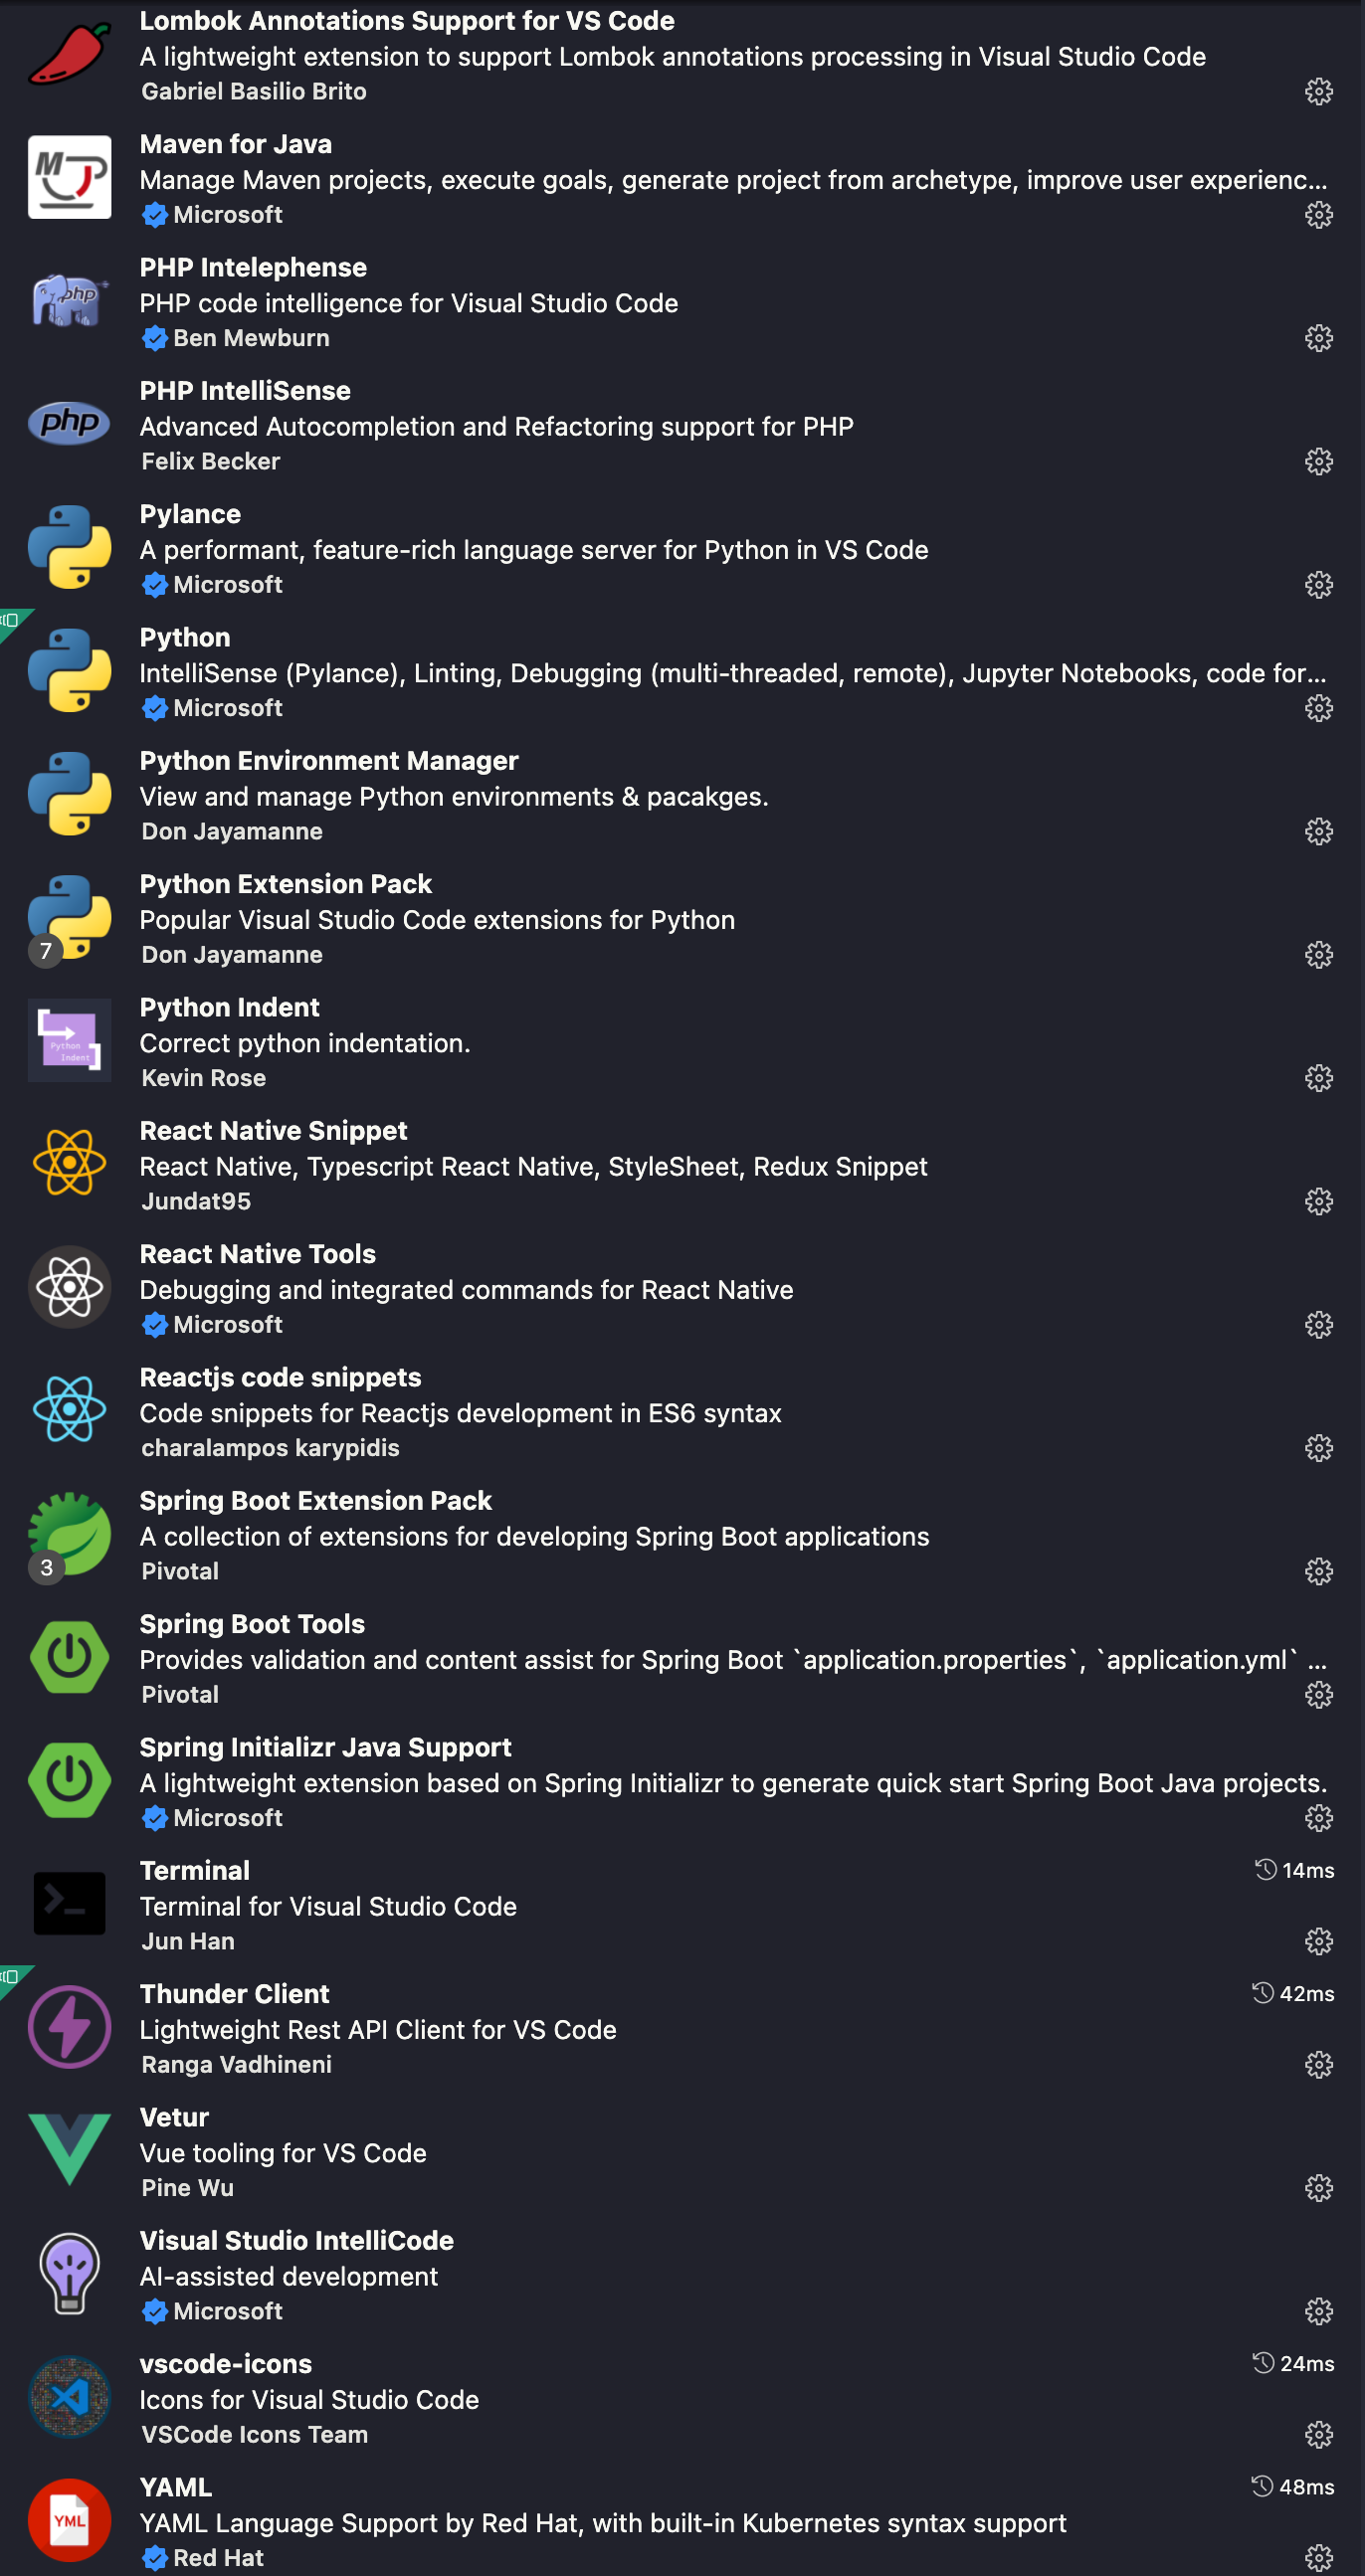 Lombok Annotations Support for VS Code
A lightweight extension to support Lombok annotations processing in Visual Studio Code
Gabriel Basilio Brito
Maven for Java
Manage Maven projects, execute goals, generate project from archetype, improve user experienc...
Microsoft
PHP Intelephense
PHP code intelligence for Visual Studio Code
Ben Mewburn
PHP IntelliSense
Advanced Autocompletion and Refactoring support for PHP
Felix Becker
Pylance
A performant, feature-rich language server for Python in VS Code
Microsoft
Python
IntelliSense (Pylance), Linting, Debugging (multi-threaded, remote), Jupyter Notebooks, code for...
Microsoft
Python Environment Manager
View and manage Python environments & pacakges.
Don Jayamanne
Python Extension Pack
Popular Visual Studio Code extensions for Python
7
Don Jayamanne
Python Indent
Correct python indentation.
Kevin Rose
React Native Snippet
React Native, Typescript React Native, StyleSheet, Redux Snippet
Jundat95
React Native Tools
Debugging and integrated commands for React Native
Microsoft
Reactjs code snippets
Code snippets for Reactjs development in ES6 syntax
charalampos karypidis
Spring Boot Extension Pack
A collection of extensions for developing Spring Boot applications
3
Pivotal
Spring Boot Tools
Provides validation and content assist for Spring Boot `application.properties`, `application.yml` ...
Pivotal
Spring Initializr Java Support
A lightweight extension based on Spring Initializr to generate quick start Spring Boot Java projects.
Microsoft
Terminal 14ms
Terminal for Visual Studio Code
Jun Han
Thunder Client 42ms
Lightweight Rest API Client for VS Code
Ranga Vadhineni
Vetur
Vue tooling for VS Code
Pine Wu
Visual Studio IntelliCode
AI-assisted development
Microsoft
vscode-icons 24ms
Icons for Visual Studio Code
VSCode Icons Team
YAML 48ms
YAML Language Support by Red Hat, with built-in Kubernetes syntax support
YML
Red Hat
php
php
M
Python
Indent